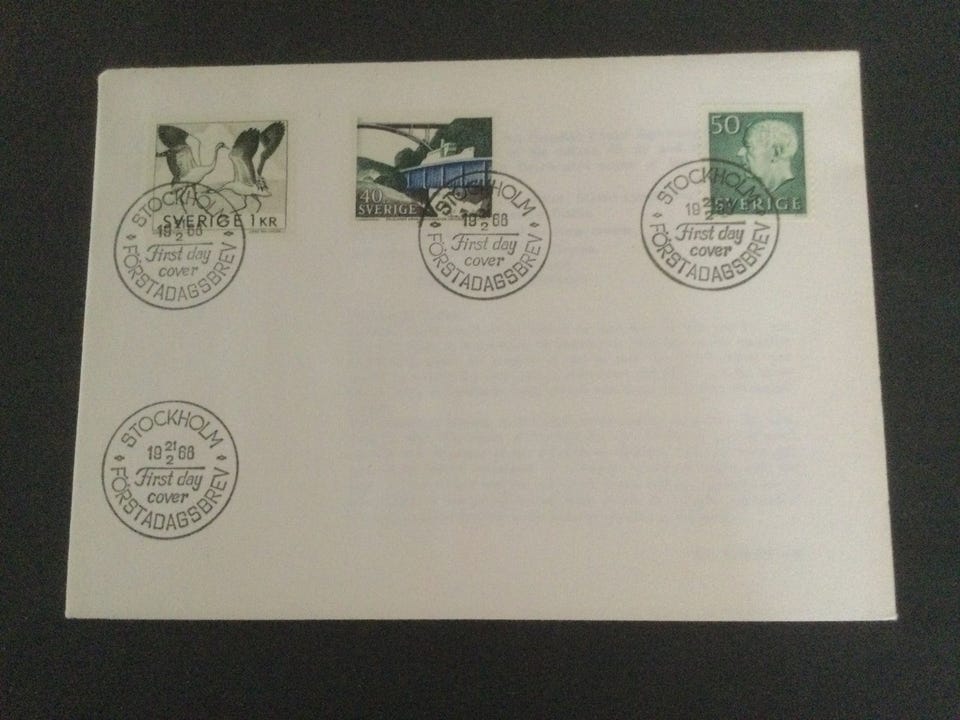 SVERIGE 1 KR
STOCKHOLM
19 2 68
First day
cover
FÖRSTADAGSBREV
40
SVERIGE
STOCKHOLM
19 2 68
First day
cover
FÖRSTADAGSBREV
50
SVERIGE
STOCKHOLM
19 21 2
First day
cover
FÖRSTADAGSBREV
STOCKHOLM
19 21 2 68
First day
cover
FÖRSTADAGSBREV